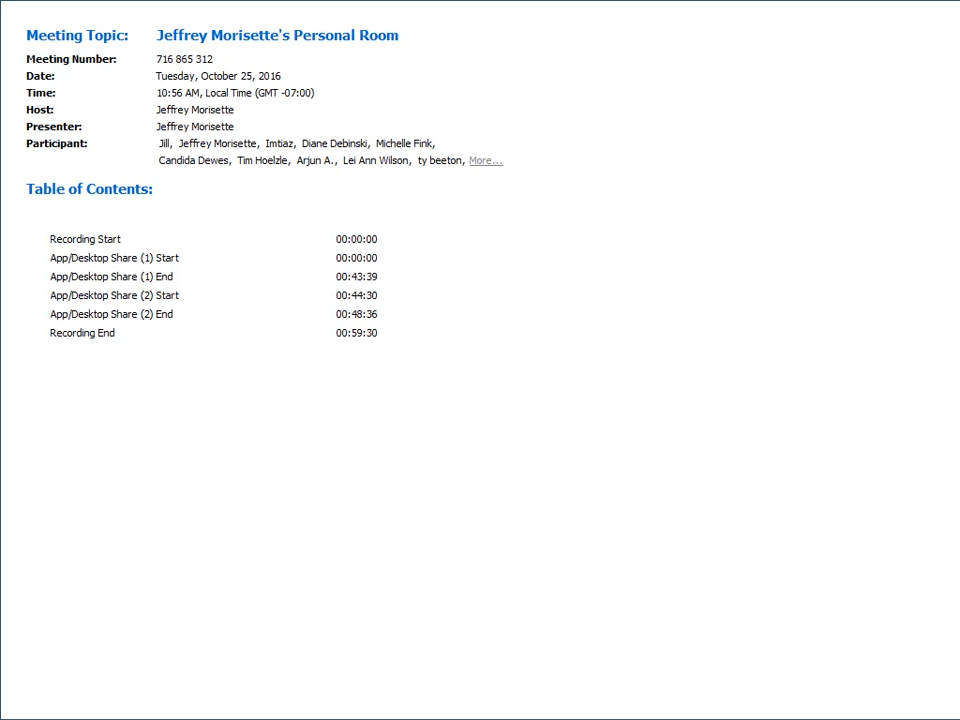 Meeting Topic: Jeffrey Morisette's Personal Room
Meeting Number: 716 865 312
Date: Tuesday, October 25, 2016
Time: 10:56 AM, Local Time (GMT -07:00)
Host: Jeffrey Morisette
Presenter: Jeffrey Morisette
Participant: Jill, Jeffrey Morisette, Imtiaz, Diane Debinski, Michelle Fink,
Candida Dewes, Tim Hoelzle, Arjun A., Lei Ann Wilson, ty beeton, More...
Table of Contents:
Recording Start 00:00:00
App/Desktop Share (1) Start 00:00:00
App/Desktop Share (1) End 00:43:39
App/Desktop Share (2) Start 00:44:30
App/Desktop Share (2) End 00:48:36
Recording End 00:59:30